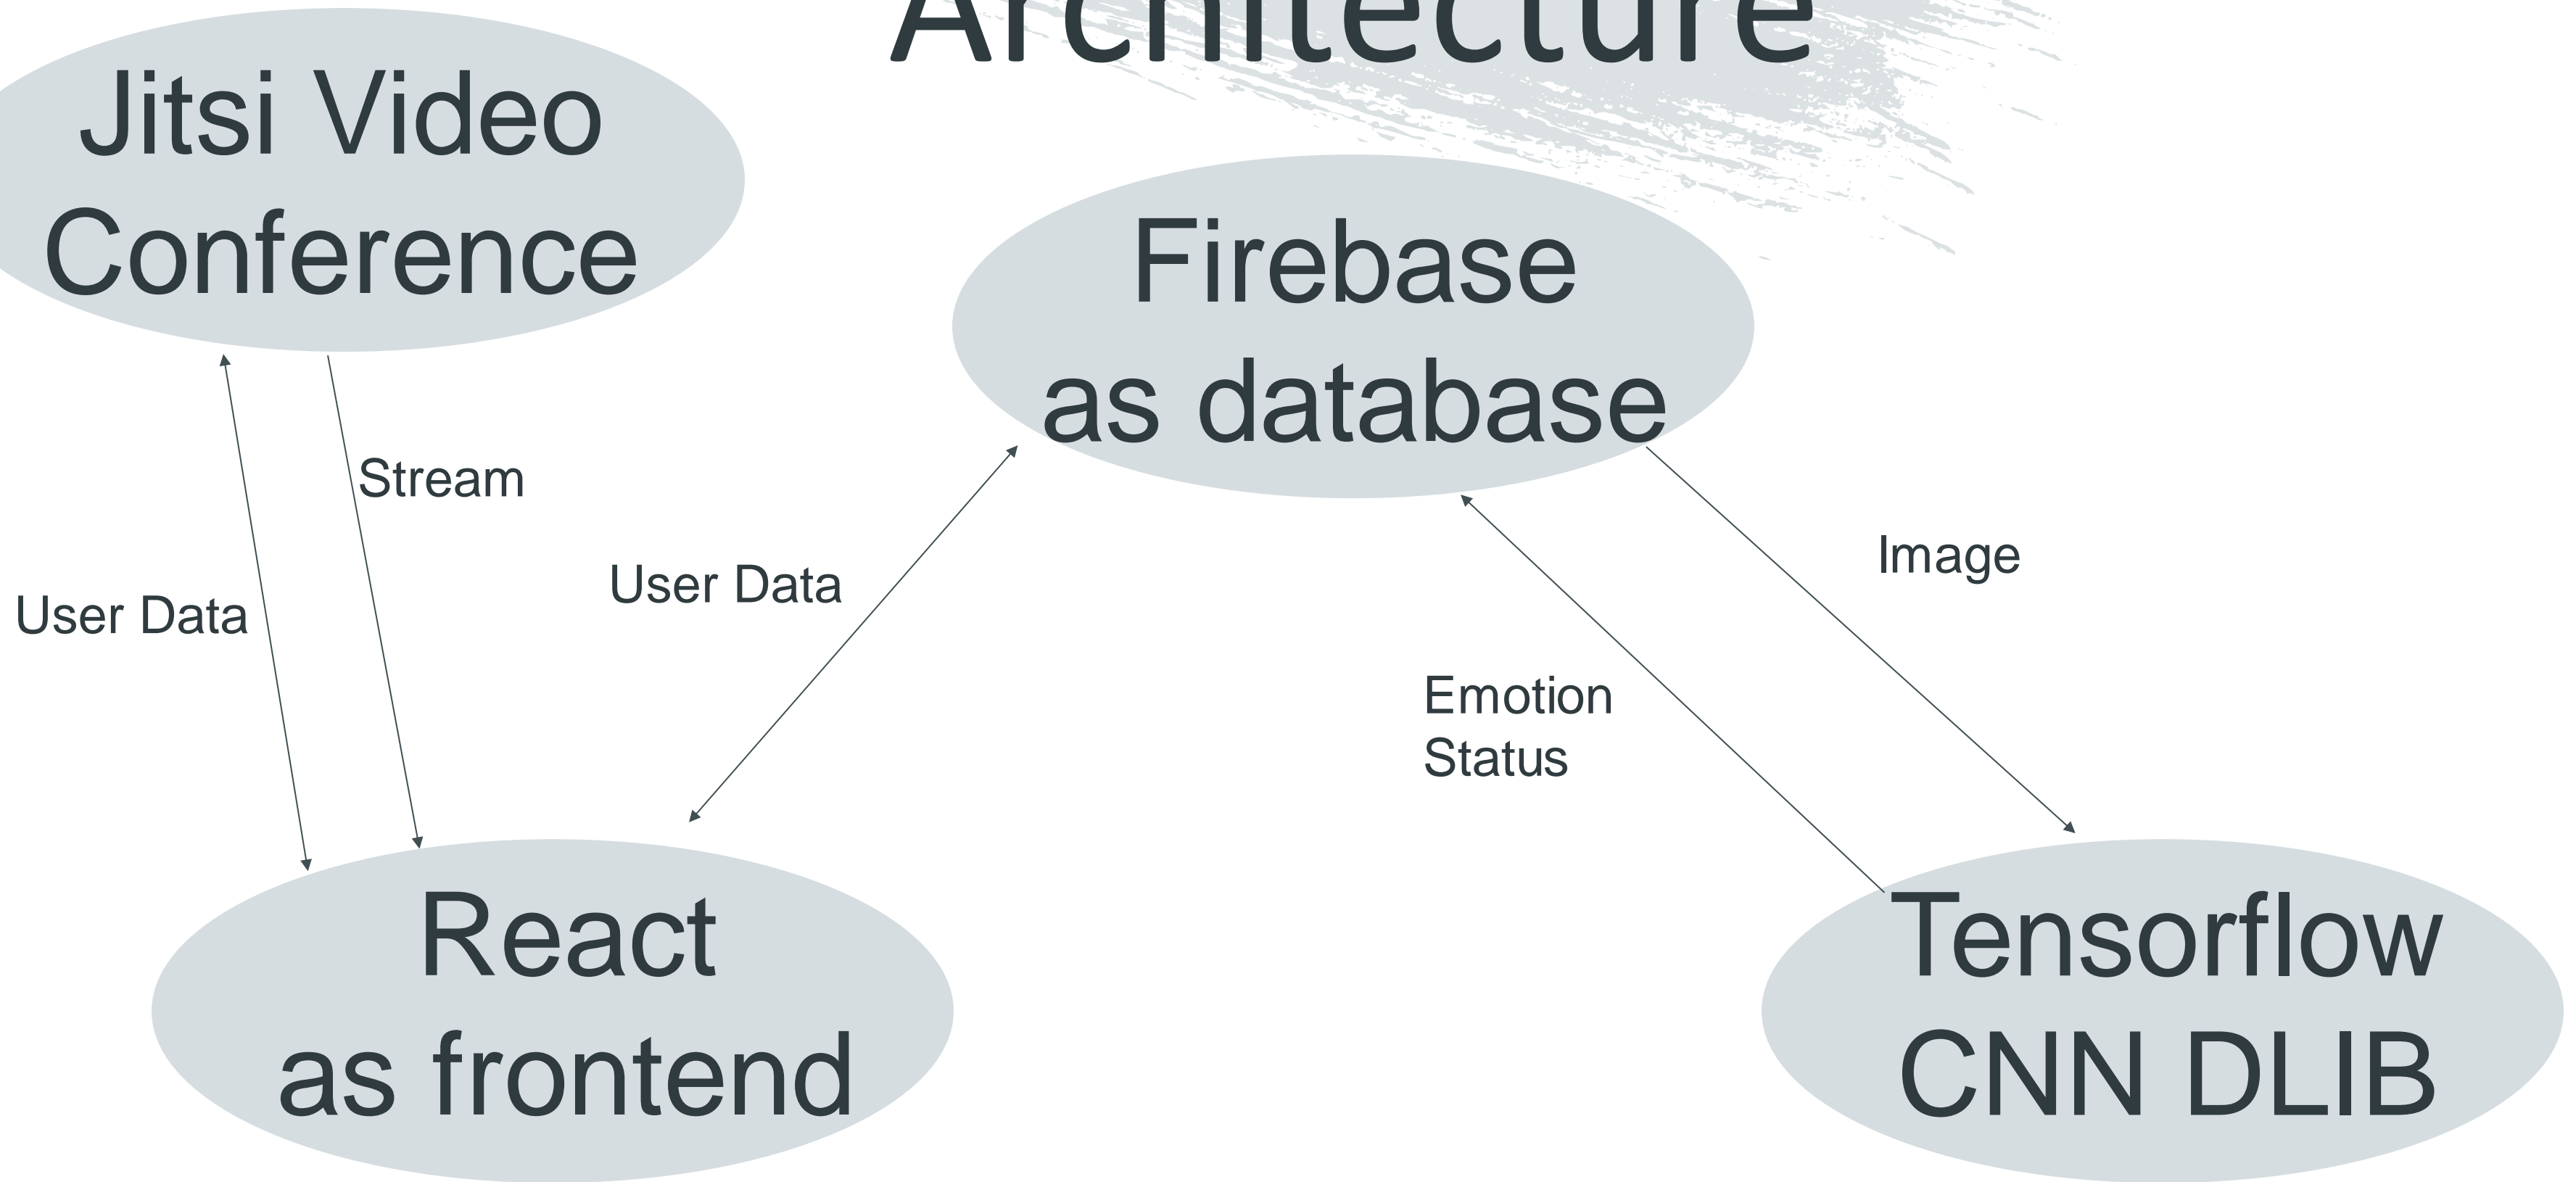 Architecture
Jitsi Video
Conference
Firebase
as database
Stream
User Data
User Data
Image
Emotion
Status
React
as frontend
Tensorflow
CNN DLIB